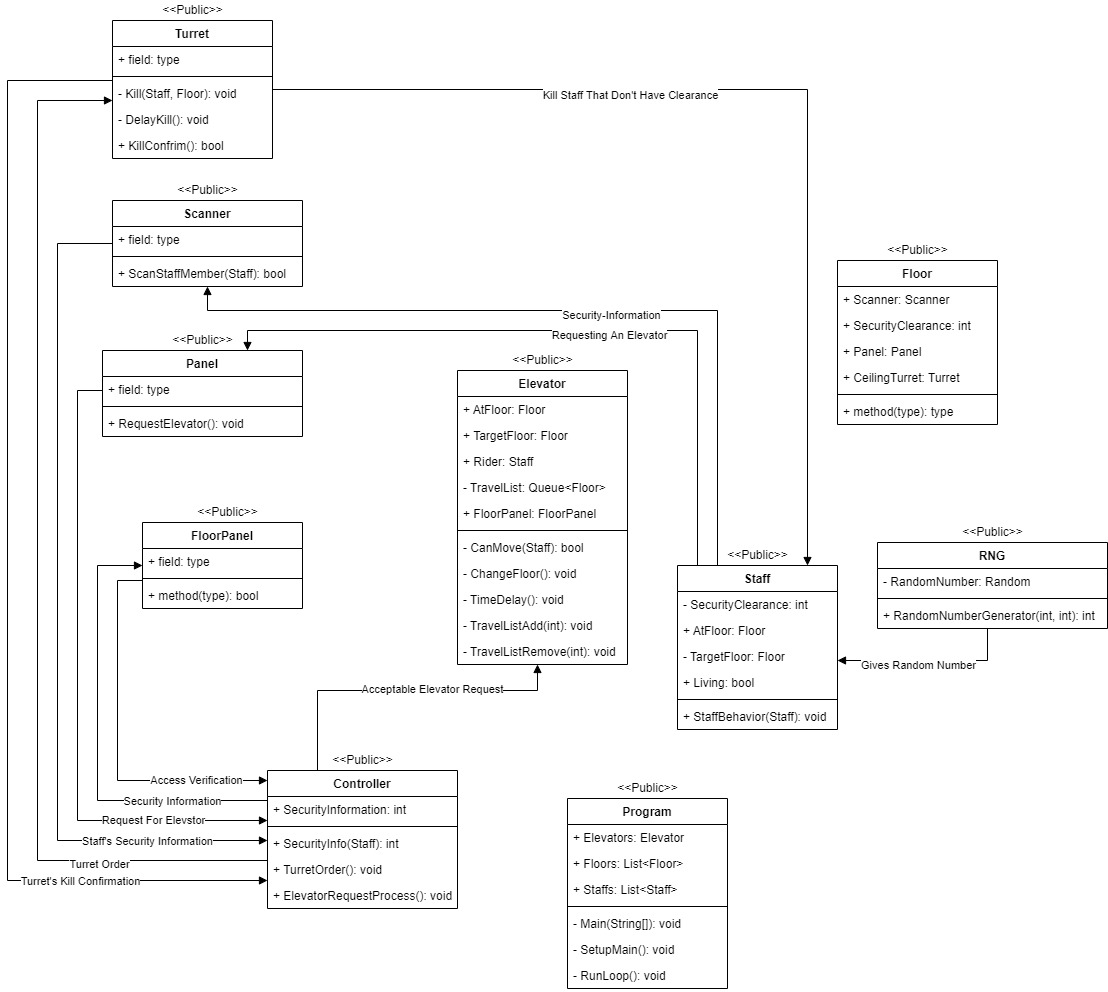 <<Public>>
Turret
+ field: type
- Kill(Staff, Floor): void
- DelayKill(): void
+ KillConfrim(): bool
Kill Staff That Don't Have Clearance
<<Public>>
Scanner
+ field: type
+ ScanStaffMember(Staff): bool
<<Public>>
Floor
+ Scanner: Scanner
+ SecurityClearance: int
+ Panel: Panel
+ CeilingTurret: Turret
+ method(type): type
Security-Information
Requesting An Elevator
<<Public>>
Panel
+ field: type
+ RequestElevator(): void
<<Public>>
Elevator
+ AtFloor: Floor
+ TargetFloor: Floor
+ Rider: Staff
- TravelList: Queue<Floor>
+ FloorPanel: FloorPanel
- CanMove(Staff): bool
- ChangeFloor(): void
- TimeDelay(): void
- TravelListAdd(int): void
- TravelListRemove(int): void
<<Public>>
FloorPanel
+ field: type
+ method(type): bool
<<Public>>
Staff
- SecurityClearance: int
+ AtFloor: Floor
- TargetFloor: Floor
+ Living: bool
+ StaffBehavior(Staff): void
<<Public>>
RNG
- RandomNumber: Random
+ RandomNumberGenerator(int, int): int
Gives Random Number
Acceptable Elevator Request
<<Public>>
Controller
+ SecurityInformation: int
+ SecurityInfo(Staff): int
+ TurretOrder(): void
+ ElevatorRequestProcess(): void
Access Verification
Security Information
Request For Elevstor
Staff's Security Information
Turret Order
Turret's Kill Confirmation
<<Public>>
Program
+ Elevators: Elevator
+ Floors: List<Floor>
+ Staffs: List<Staff>
- Main(String[]): void
- SetupMain(): void
- RunLoop(): void